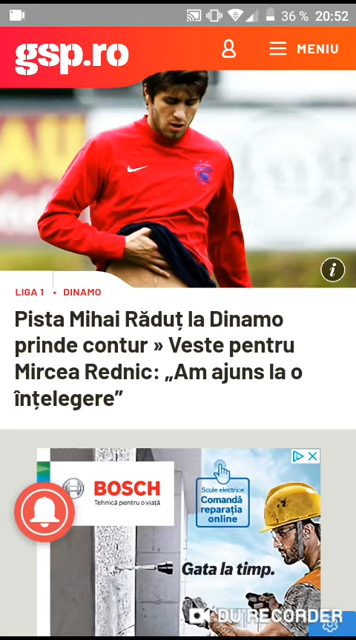 36 % 20:52
gsp.ro MENIU
i
LIGA 1 • DINAMO
Pista Mihai Răduț la Dinamo
prinde contur » Veste pentru
Mircea Rednic: „Am ajuns la o
înțelegere”
BOSCH
Tehnică pentru o viață
Scule electrice
Comandă
reparația
online
Gata la timp.
DU RECORDER